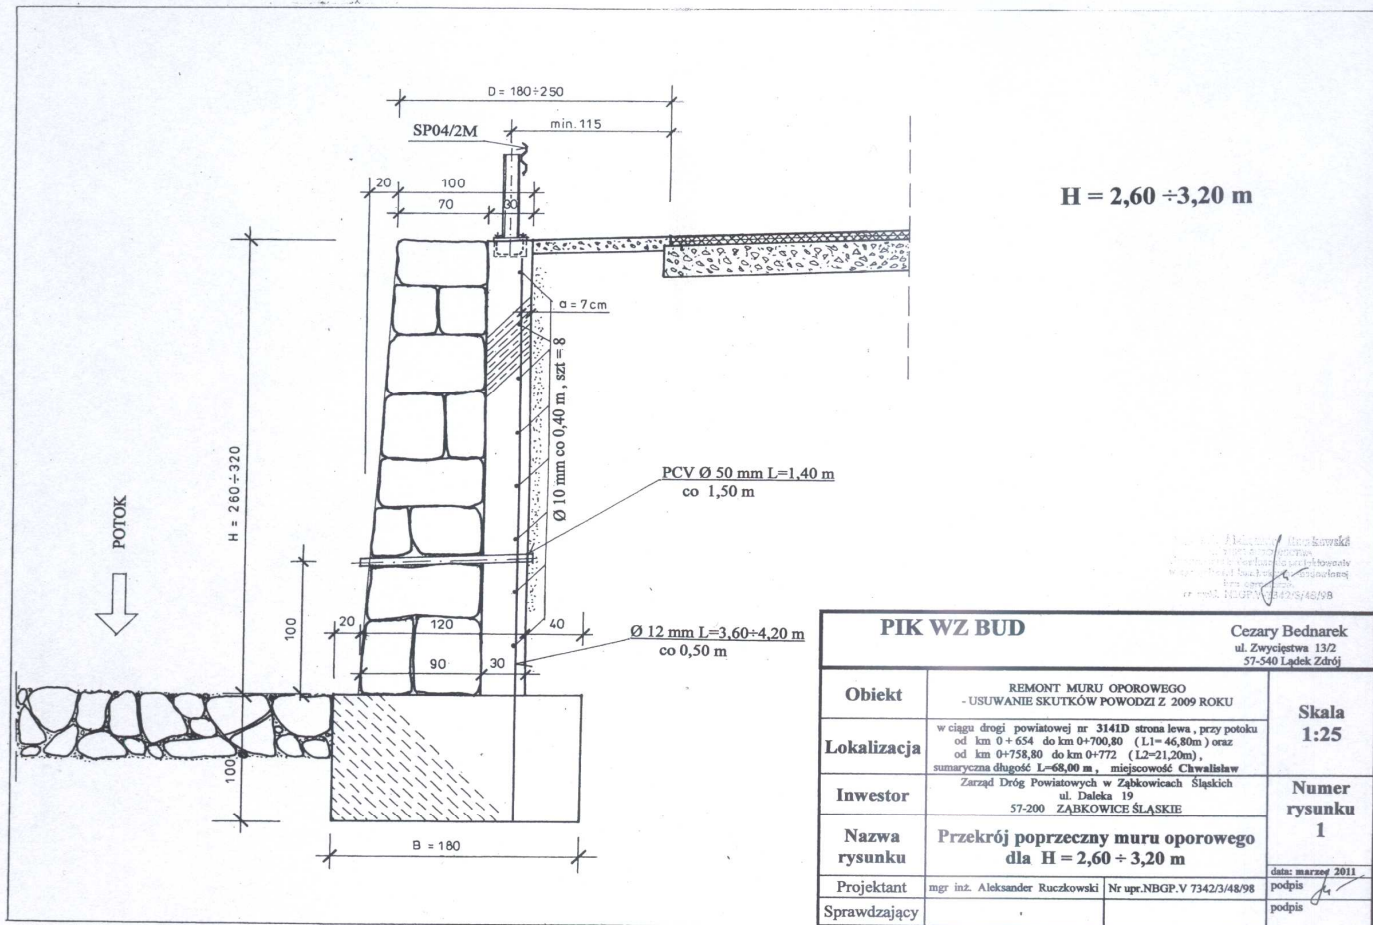 D = 180÷250
min. 115
SP04/2M
20
100
70
30
H = 2,60 ÷3,20 m
a = 7cm
Ø 10 mm co 0,40 m , szt = 8
H = 260÷320
POTOK
PCV Ø 50 mm L=1,40 m
co 1,50 m
100
20
120
40
90
30
Ø 12 mm L=3,60÷4,20 m
co 0,50 m
100
B = 180
PIK WZ BUD
Cezary Bednarek
ul. Zwycięstwa 13/2
57-540 Lądek Zdrój
Obiekt
REMONT MURU OPOROWEGO
- USUWANIE SKUTKÓW POWODZI Z 2009 ROKU
Skala
1:25
Lokalizacja
w ciągu drogi powiatowej nr 3141D strona lewa , przy potoku
od km 0 + 654 do km 0+700,80 ( L1= 46,80m ) oraz
od km 0+758,80 do km 0+772 ( L2=21,20m) ,
sumaryczna długość L=68,00 m , miejscowość Chwalisław
Inwestor
Zarząd Dróg Powiatowych w Ząbkowicach Śląskich
ul. Daleka 19
57-200 ZĄBKOWICE ŚLĄSKIE
Numer
rysunku
1
Nazwa
rysunku
Przekrój poprzeczny muru oporowego
dla H = 2,60 ÷ 3,20 m
data: marzec 2011
Projektant
mgr inż. Aleksander Ruczkowski
Nr upr.NBGP.V 7342/3/48/98
podpis
Sprawdzający
podpis